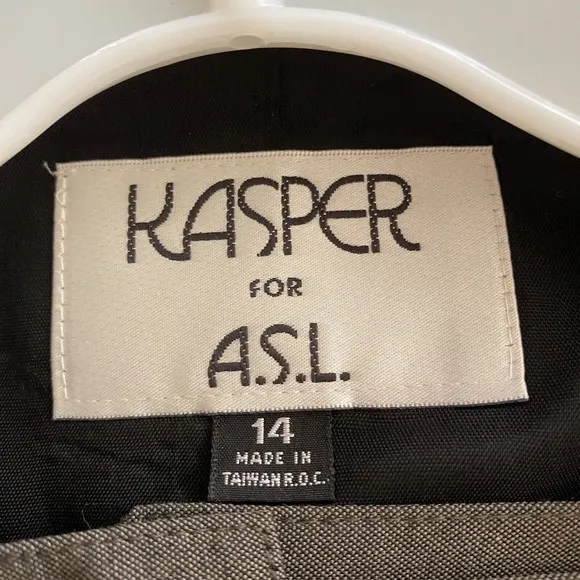 KASPER
FOR
A.S.L.
14
MADE IN
TAIWAN R.O.C.